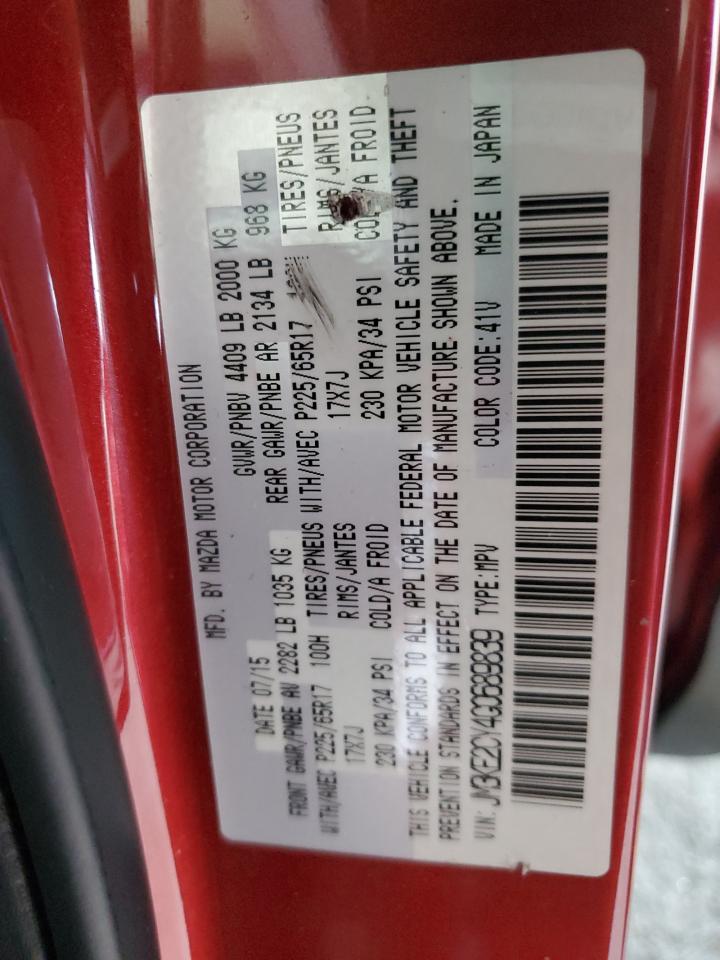 MFD. BY MAZDA MOTOR CORPORATION
DATE 07/15 GVWR/PNBV 4409 LB 2000 KG
FRONT GAWR/PNBE AV 2282 LB 1035 KG REAR GAWR/PNBE AR 2134 LB 968 KG
WITH/AVEC P225/65R17 100H TIRES/PNEUS WITH/AVEC P225/65R17 TIRES/PNEUS
17X7J RIMS/JANTES 17X7J RIMS/JANTES
230 KPA/34 PSI COLD/A FROID 230 KPA/34 PSI COLD/A FROID
THIS VEHICLE CONFORMS TO ALL APPLICABLE FEDERAL MOTOR VEHICLE SAFETY AND THEFT
PREVENTION STANDARDS IN EFFECT ON THE DATE OF MANUFACTURE SHOWN ABOVE.
VIN: JM3KE2CY4G0689839 TYPE:MPV COLOR CODE:41V MADE IN JAPAN